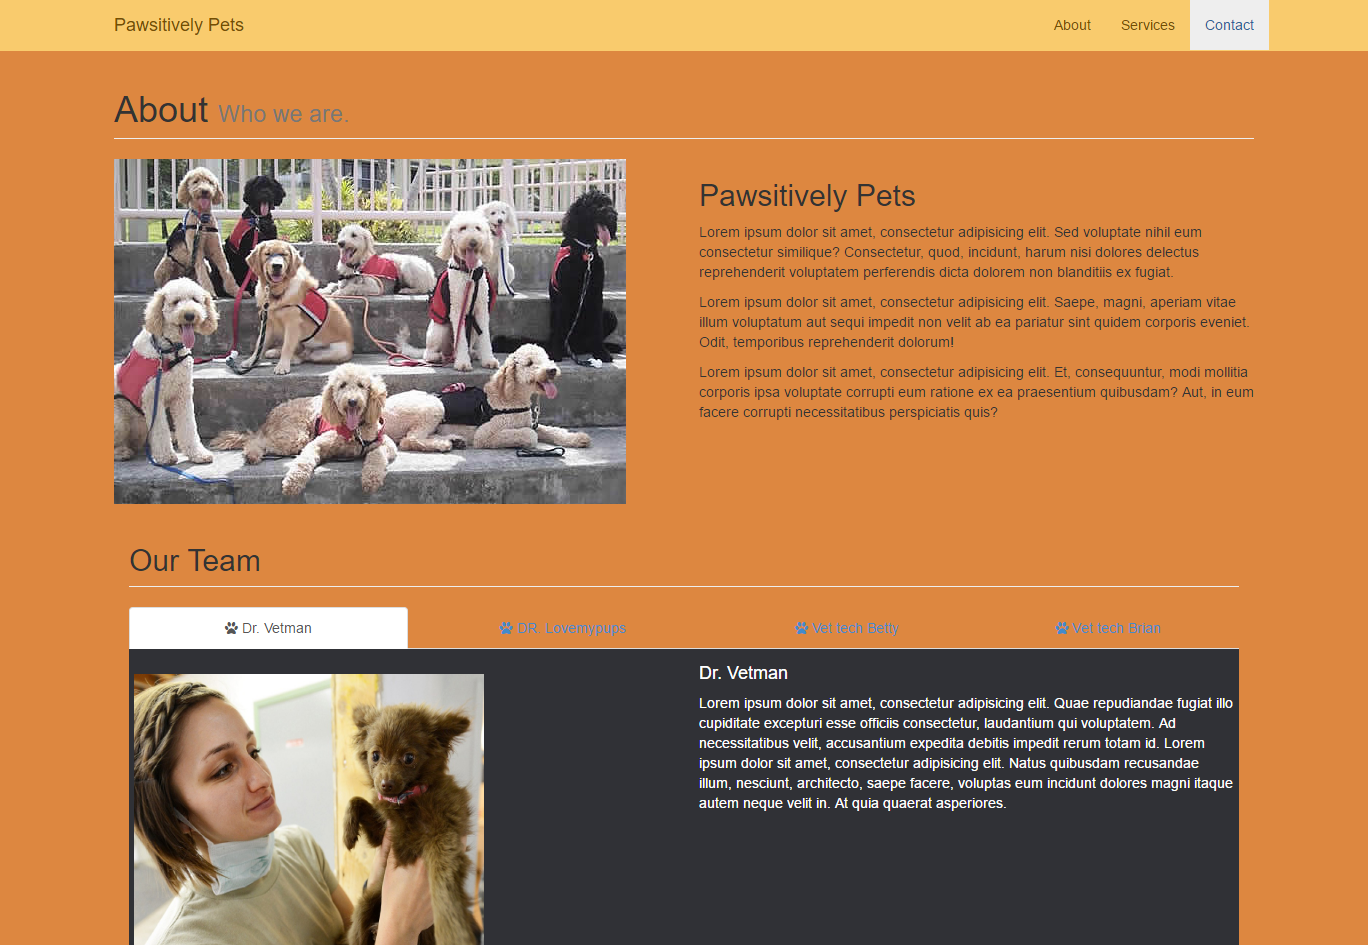 Pawsitively Pets
About
Services
Contact
About Who we are.
Pawsitively Pets
Lorem ipsum dolor sit amet, consectetur adipisicing elit. Sed voluptate nihil eum
consectetur similique? Consectetur, quod, incidunt, harum nisi dolores delectus
reprehenderit voluptatem perferendis dicta dolorem non blanditiis ex fugiat.
Lorem ipsum dolor sit amet, consectetur adipisicing elit. Saepe, magni, aperiam vitae
illum voluptatum aut sequi impedit non velit ab ea pariatur sint quidem corporis eveniet.
Odit, temporibus reprehenderit dolorum!
Lorem ipsum dolor sit amet, consectetur adipisicing elit. Et, consequuntur, modi mollitia
corporis ipsa voluptate corrupti eum ratione ex ea praesentium quibusdam? Aut, in eum
facere corrupti necessitatibus perspiciatis quis?
Our Team
Dr. Vetman
DR. Lovemypups
Vet tech Betty
Vet tech Brian
Dr. Vetman
Lorem ipsum dolor sit amet, consectetur adipisicing elit. Quae repudiandae fugiat illo
cupiditate excepturi esse officiis consectetur, laudantium qui voluptatem. Ad
necessitatibus velit, accusantium expedita debitis impedit rerum totam id. Lorem
ipsum dolor sit amet, consectetur adipisicing elit. Natus quibusdam recusandae
illum, nesciunt, architecto, saepe facere, voluptas eum incidunt dolores magni itaque
autem neque velit in. At quia quaerat asperiores.